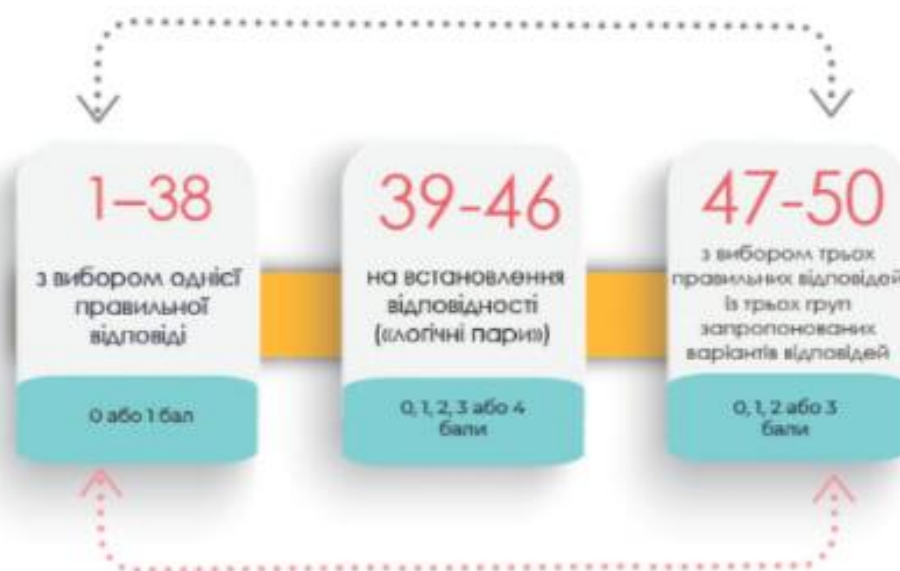 1–38
з вибором однієї
правильної
відповіді
0 або 1 бал
39-46
на встановлення
відповідності
(«логічні пари»)
0, 1, 2, 3 або 4
бали
47-50
з вибором трьох
правильних відповідей
із трьох груп
запропонованих
варіантів відповідей
0, 1, 2 або 3
бали